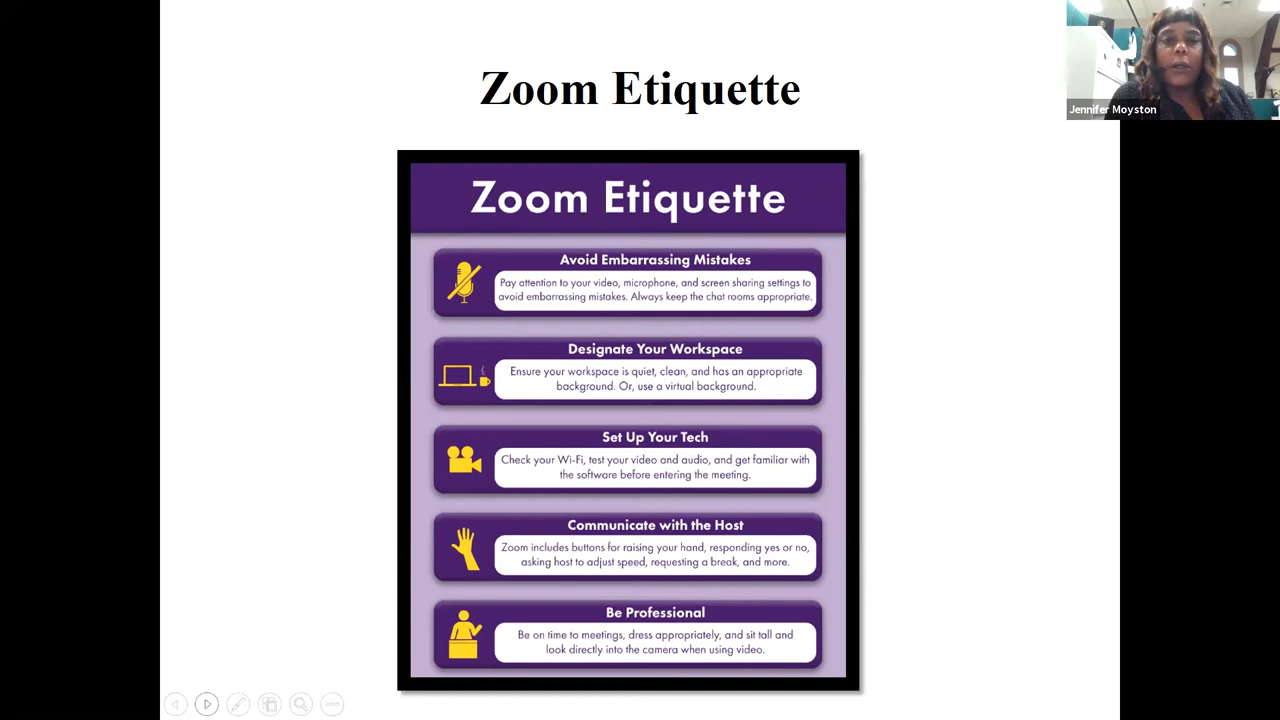 Zoom Etiquette
Jennifer Moyston
Zoom Etiquette
Avoid Embarrassing Mistakes
Pay attention to your video, microphone, and screen sharing settings to
avoid embarrassing mistakes. Always keep the chat rooms appropriate.
Designate Your Workspace
Ensure your workspace is quiet, clean, and has an appropriate
background. Or, use a virtual background.
Set Up Your Tech
Check your Wi-Fi, test your video and audio, and get familiar with
the software before entering the meeting.
Communicate with the Host
Zoom includes buttons for raising your hand, responding yes or no,
asking host to adjust speed, requesting a break, and more.
Be Professional
Be on time to meetings, dress appropriately, and sit tall and
look directly into the camera when using video.